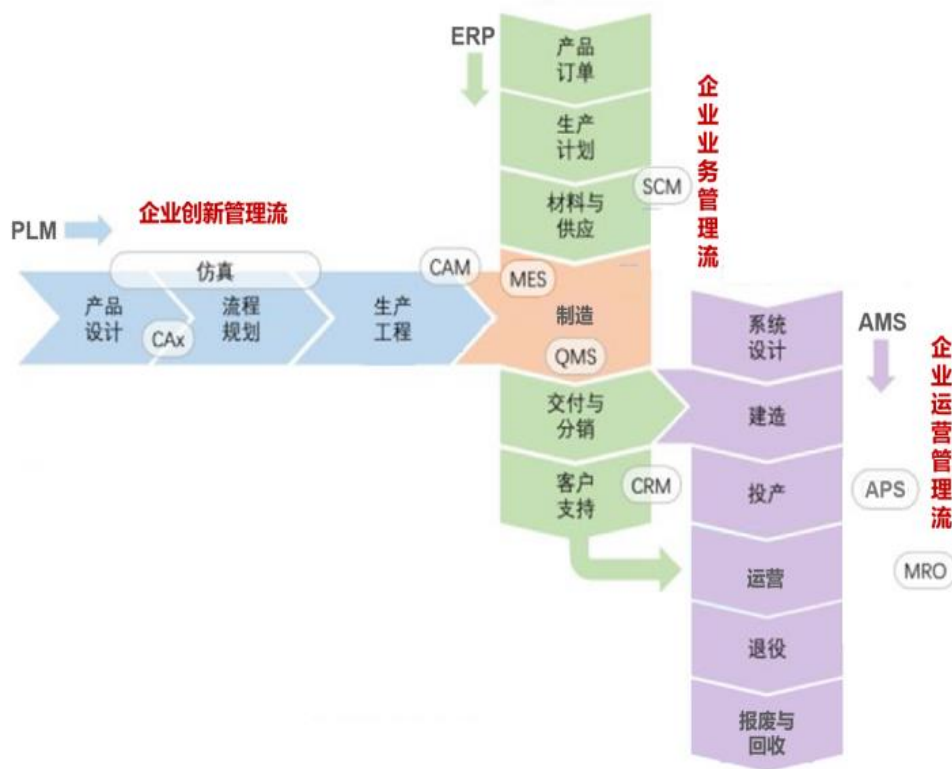 ERP
产品
订单
生产
计划
材料与
供应
SCM
企业业务管理流
PLM
企业创新管理流
仿真
产品
设计
CAx
流程
规划
生产
工程
CAM
MES
制造
QMS
交付与
分销
客户
支持
CRM
系统
设计
AMS
企业运营管理流
建造
投产
APS
运营
MRO
退役
报废与
回收